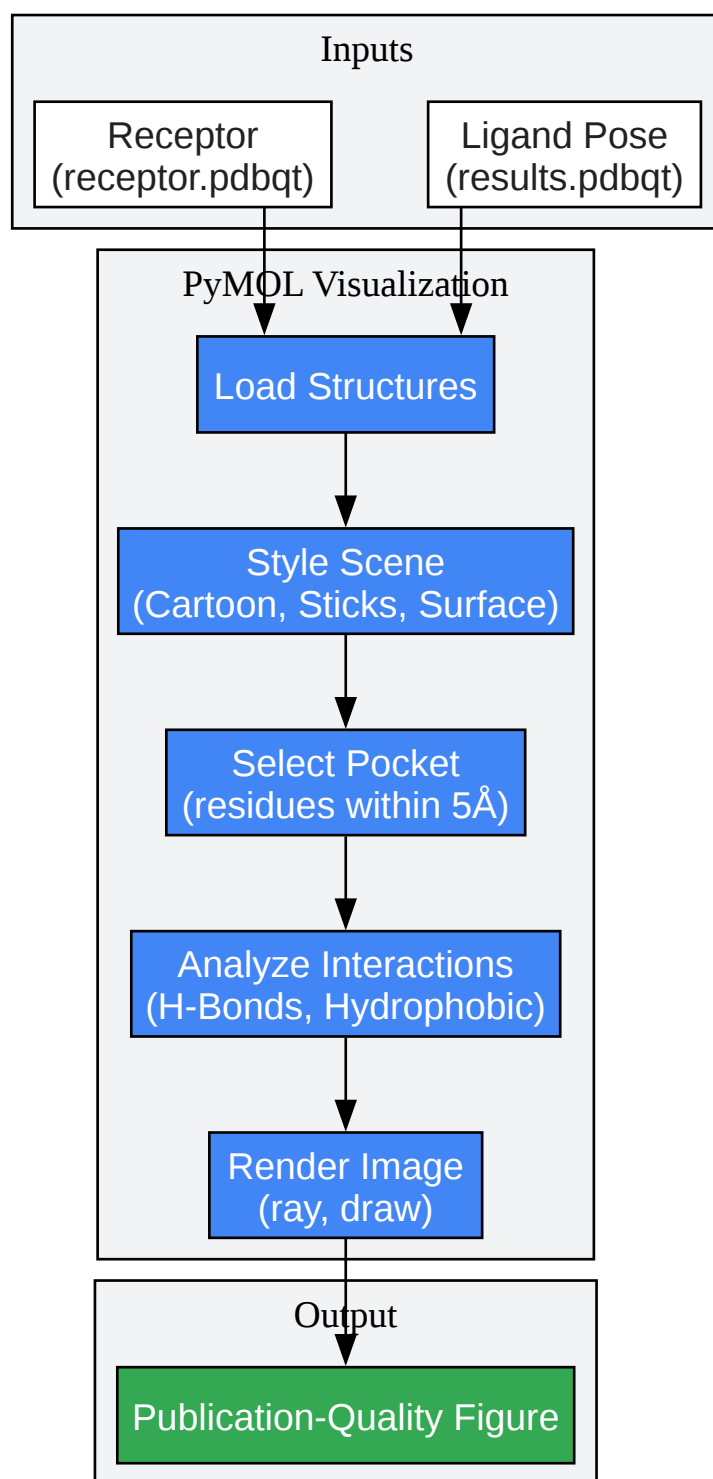 Inputs
Receptor
(receptor.pdbqt)
Ligand Pose
(results.pdbqt)
PyMOL Visualization
Load Structures
Style Scene
(Cartoon, Sticks, Surface)
Select Pocket
(residues within 5Å)
Analyze Interactions
(H-Bonds, Hydrophobic)
Render Image
(ray, draw)
Output
Publication-Quality Figure